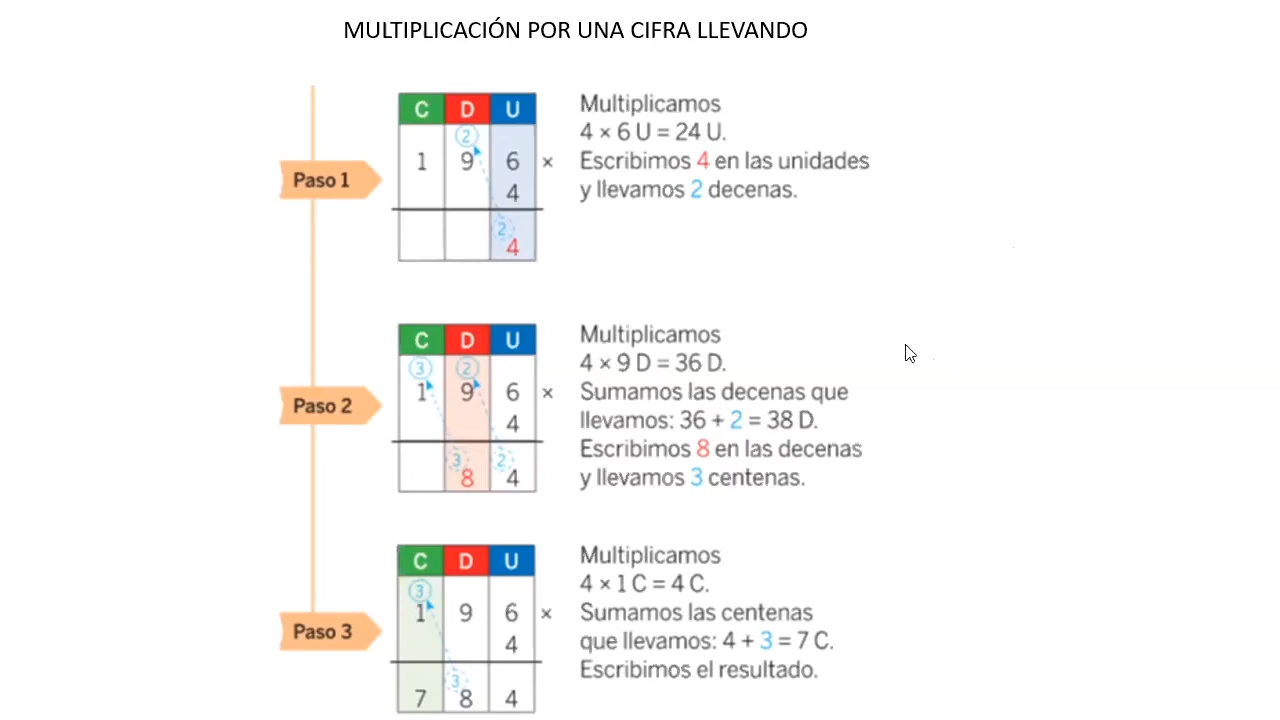 MULTIPLICACIÓN POR UNA CIFRA LLEVANDO
Paso 1
C D U
2
1 9 6 ×
4
2
4
Multiplicamos
4 × 6 U = 24 U.
Escribimos 4 en las unidades
y llevamos 2 decenas.
Paso 2
C D U
3 2
1 9 6 ×
4
3 2
8 4
Multiplicamos
4 × 9 D = 36 D.
Sumamos las decenas que
llevamos: 36 + 2 = 38 D.
Escribimos 8 en las decenas
y llevamos 3 centenas.
Paso 3
C D U
3
1 9 6 ×
4
3
7 8 4
Multiplicamos
4 × 1 C = 4 C.
Sumamos las centenas
que llevamos: 4 + 3 = 7 C.
Escribimos el resultado.